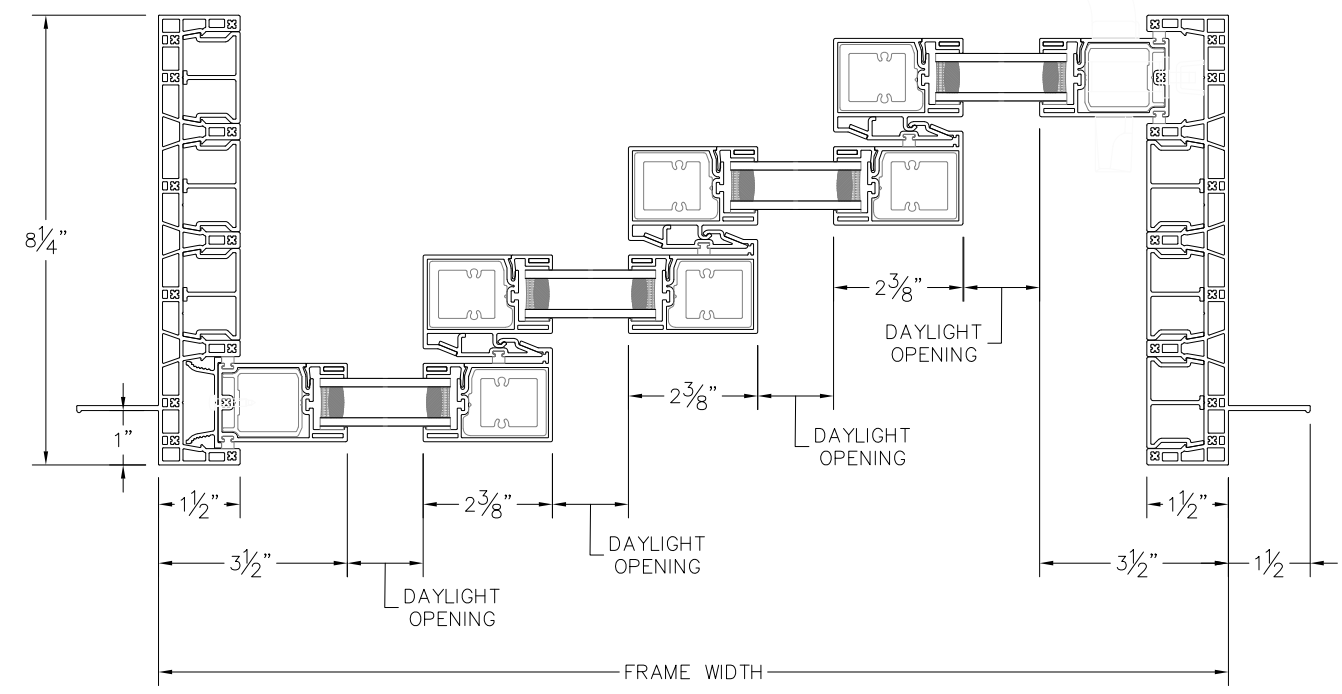 8¼"
2⅜"
DAYLIGHT
OPENING
2⅜"
1"
DAYLIGHT
OPENING
1½"
2⅜"
1½"
DAYLIGHT
OPENING
3½"
3½"
1½
DAYLIGHT
OPENING
FRAME WIDTH